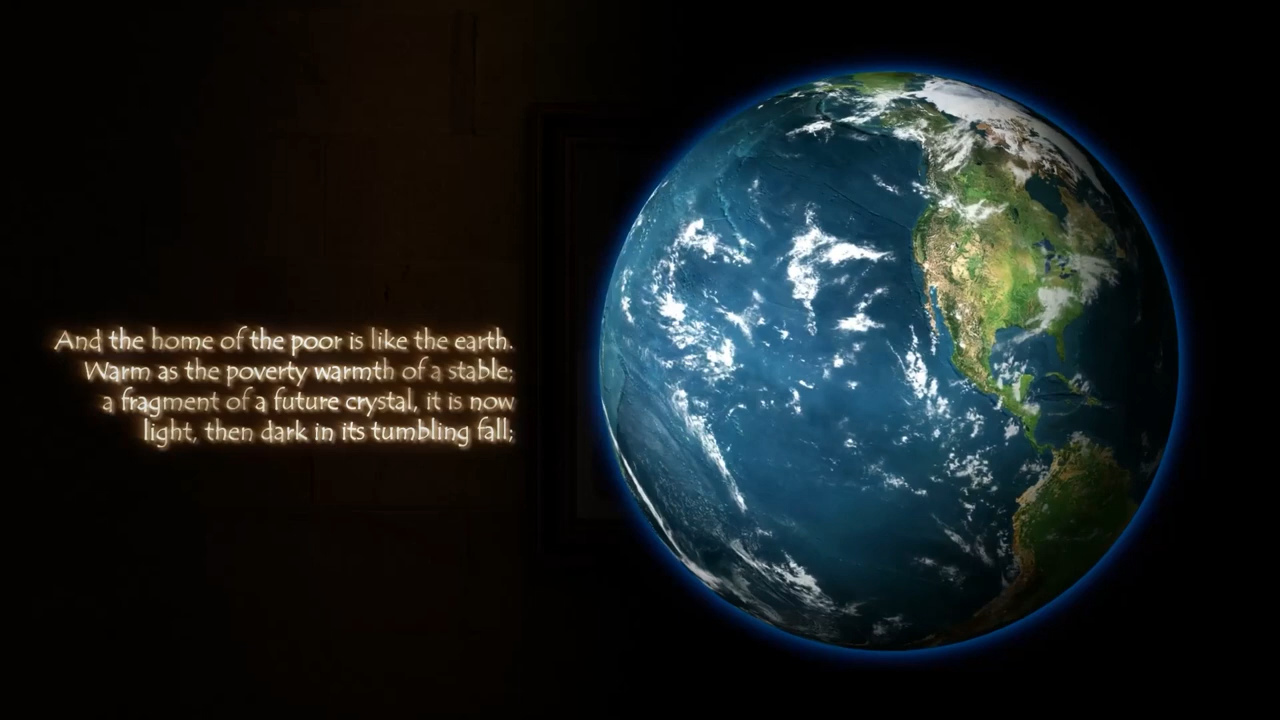 And the home of the poor is like the earth.
Warm as the poverty warmth of a stable;
a fragment of a future crystal, it is now
light, then dark in its tumbling fall;